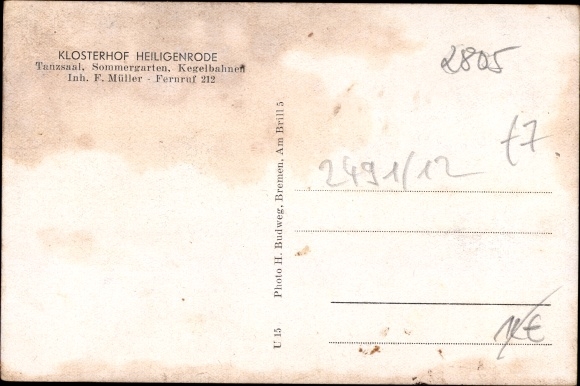 KLOSTERHOF HEILIGENRODE
Tanzsaal, Sommergarten, Kegelbahnen
Inh. F. Müller - Fernruf 212
U 15 Photo H. Budweg, Bremen, Am Brill 5
2805
2491/12